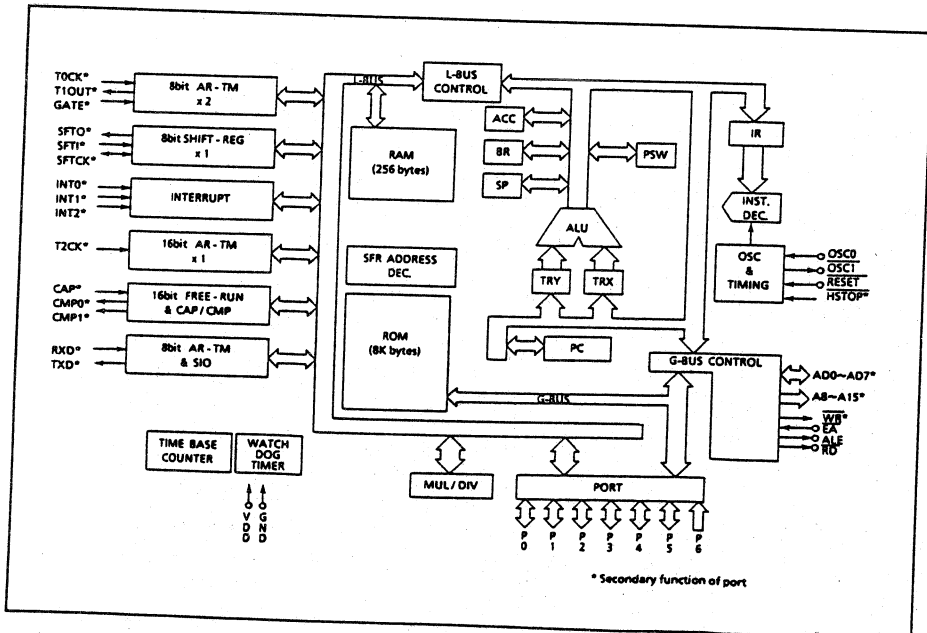 T0CK*
T1OUT*
GATE*
8bit AR - TM
x 2
SFTO*
SFTI*
SFTCK*
8bit SHIFT - REG
x 1
INT0*
INT1*
INT2*
INTERRUPT
T2CK*
16bit AR - TM
x 1
CAP*
CMP0*
CMP1*
16bit FREE - RUN
& CAP / CMP
RXD*
TXD*
8bit AR - TM
& SIO
TIME BASE
COUNTER
WATCH
DOG
TIMER
VDD
GND
L-BUS
L-BUS
CONTROL
RAM
(256 bytes)
SFR ADDRESS
DEC.
ROM
(8K bytes)
G-BUS
ACC
BR
SP
PSW
ALU
TRY
TRX
PC
IR
INST.
DEC.
OSC
&
TIMING
OSC0
OSC1
RESET
HSTOP*
G-BUS CONTROL
AD0~AD7*
A8~A15*
WR*
EA
ALE
RD
MUL / DIV
PORT
P0
P1
P2
P3
P4
P5
P6
* Secondary function of port